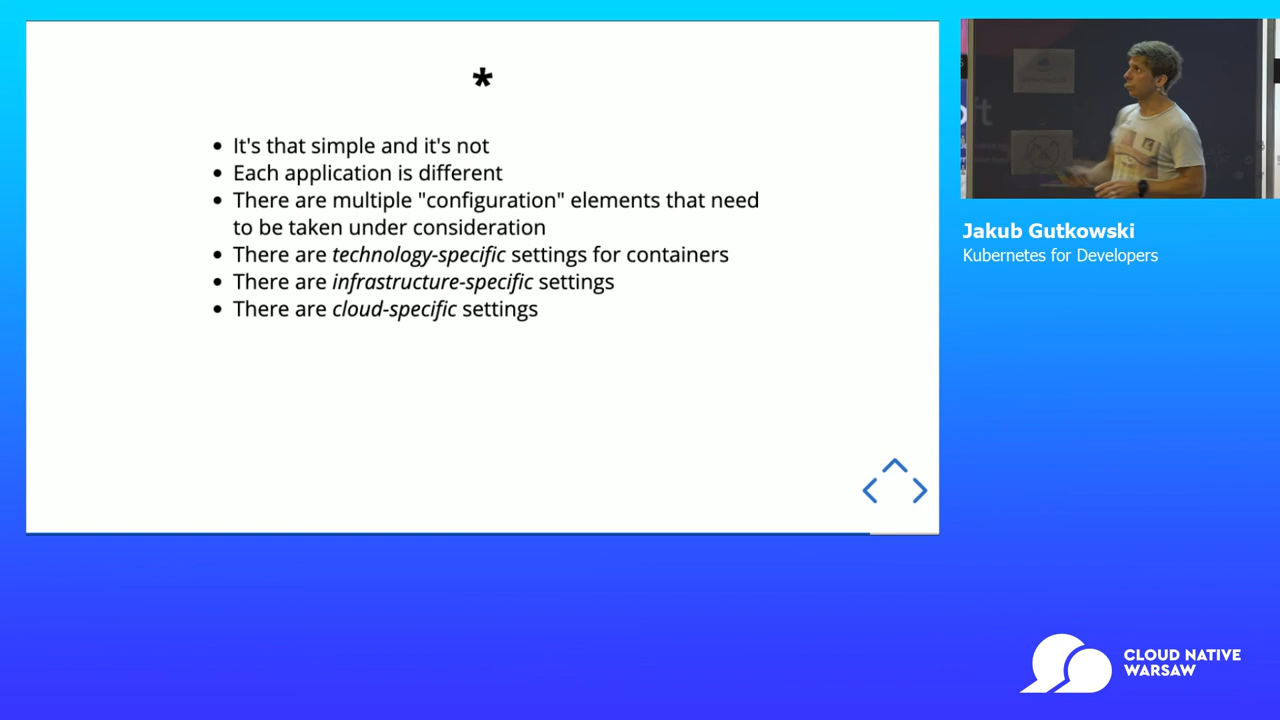 *
• It's that simple and it's not
• Each application is different
• There are multiple "configuration" elements that need
to be taken under consideration
• There are technology-specific settings for containers
• There are infrastructure-specific settings
• There are cloud-specific settings
Jakub Gutkowski
Kubernetes for Developers
CLOUD NATIVE
WARSAW